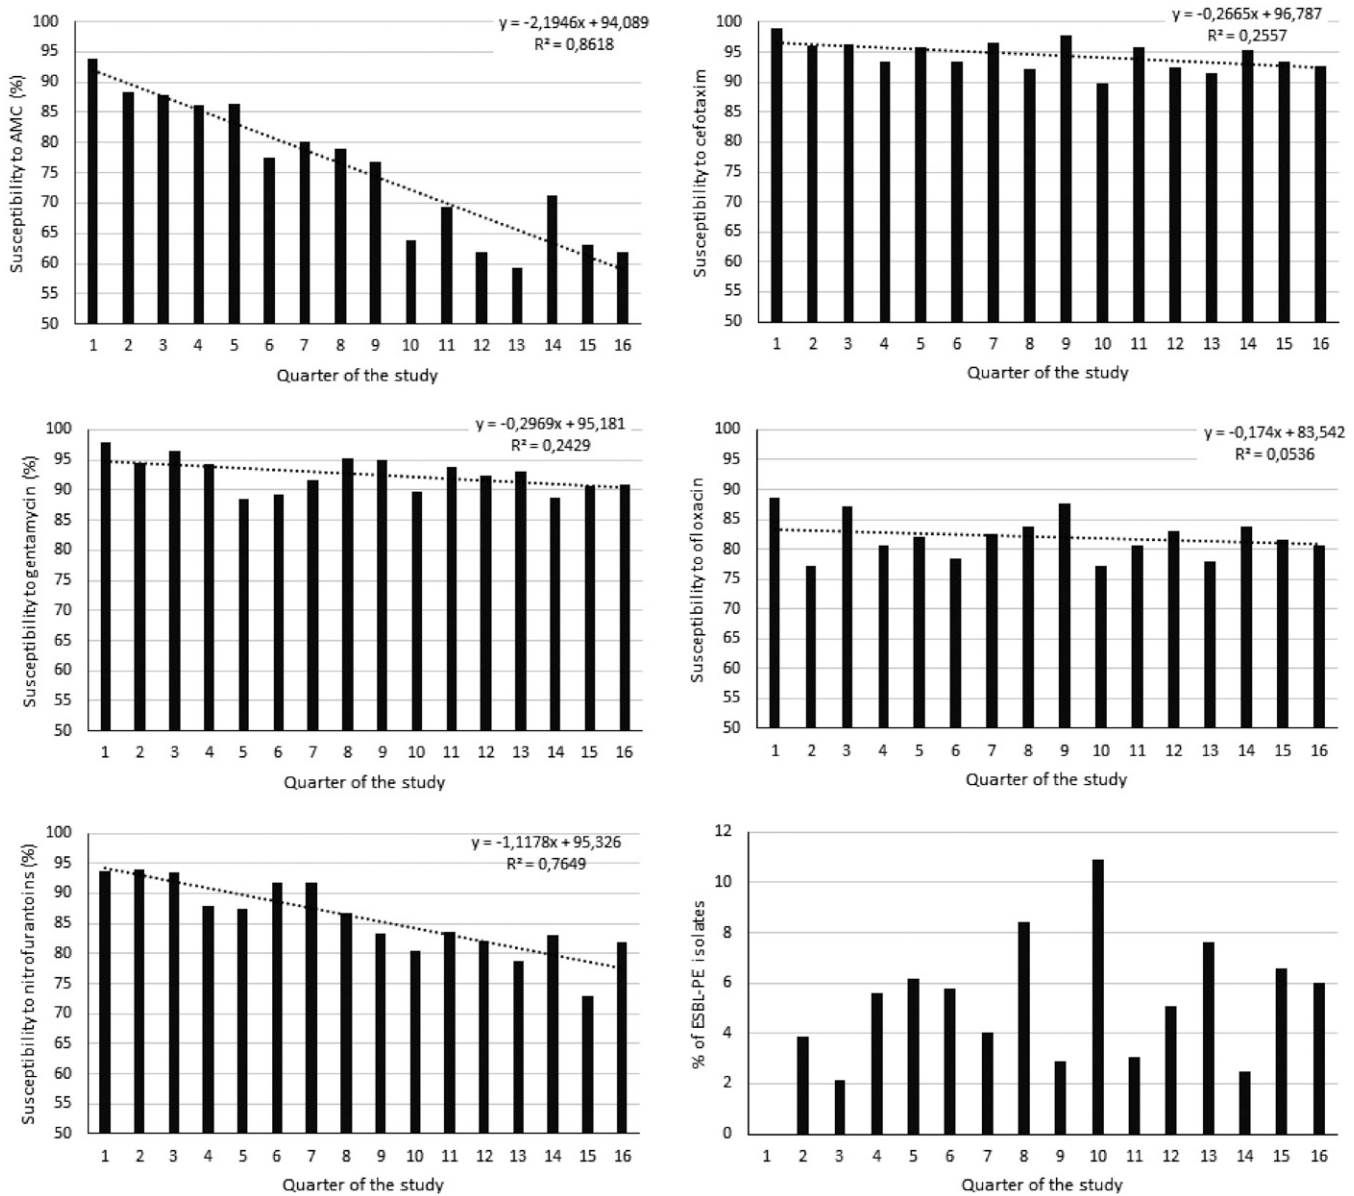 y = -2,1946x + 94,089
R² = 0,8618
Susceptibility to AMC (%)
100
95
90
85
80
75
70
65
60
55
50
1 2 3 4 5 6 7 8 9 10 11 12 13 14 15 16
Quarter of the study
y = -0,2665x + 96,787
R² = 0,2557
Susceptibility to cefotaxim
100
95
90
85
80
75
70
65
60
55
50
1 2 3 4 5 6 7 8 9 10 11 12 13 14 15 16
Quarter of the study
y = -0,2969x + 95,181
R² = 0,2429
Susceptibility to gentamycin (%)
100
95
90
85
80
75
70
65
60
55
50
1 2 3 4 5 6 7 8 9 10 11 12 13 14 15 16
Quarter of the study
y = -0,174x + 83,542
R² = 0,0536
Susceptibility to ofloxacin
100
95
90
85
80
75
70
65
60
55
50
1 2 3 4 5 6 7 8 9 10 11 12 13 14 15 16
Quarter of the study
y = -1,1178x + 95,326
R² = 0,7649
Susceptibility to nitrofurantoins (%)
100
95
90
85
80
75
70
65
60
55
50
1 2 3 4 5 6 7 8 9 10 11 12 13 14 15 16
Quarter of the study
% of ESBL-PE isolates
12
10
8
6
4
2
0
1 2 3 4 5 6 7 8 9 10 11 12 13 14 15 16
Quarter of the study